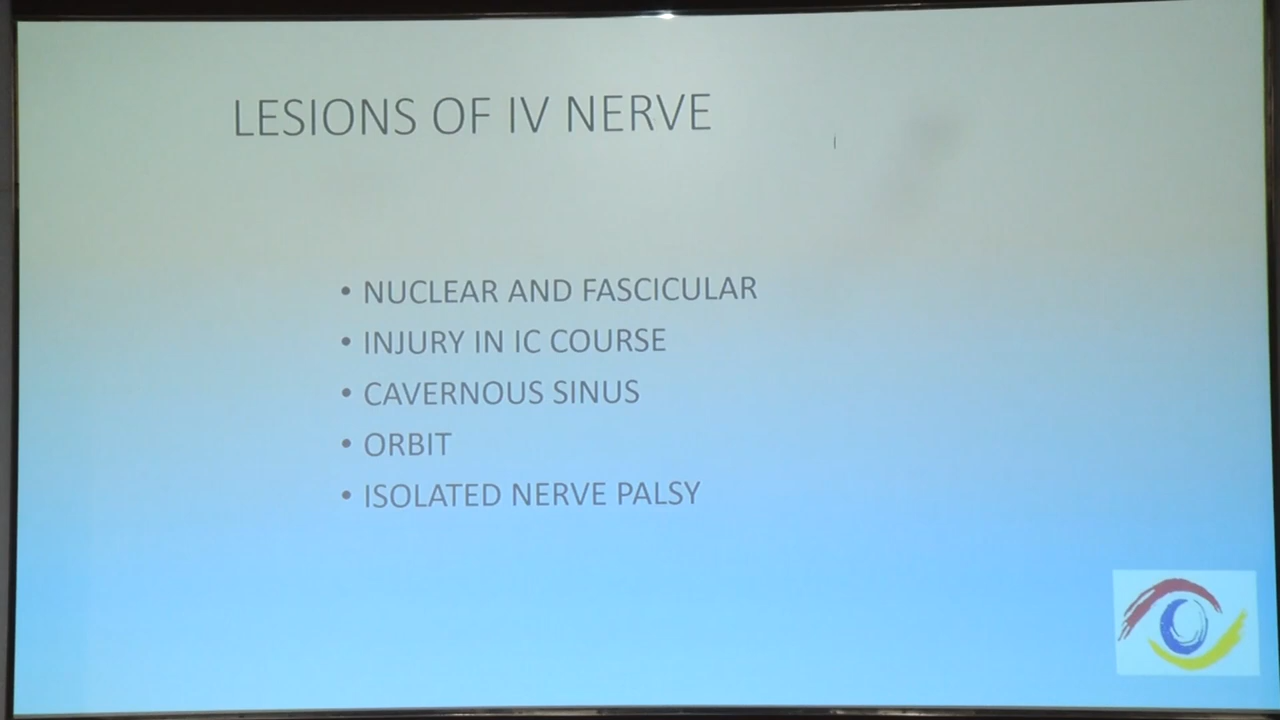 LESIONS OF IV NERVE
• NUCLEAR AND FASCICULAR
• INJURY IN IC COURSE
• CAVERNOUS SINUS
• ORBIT
• ISOLATED NERVE PALSY